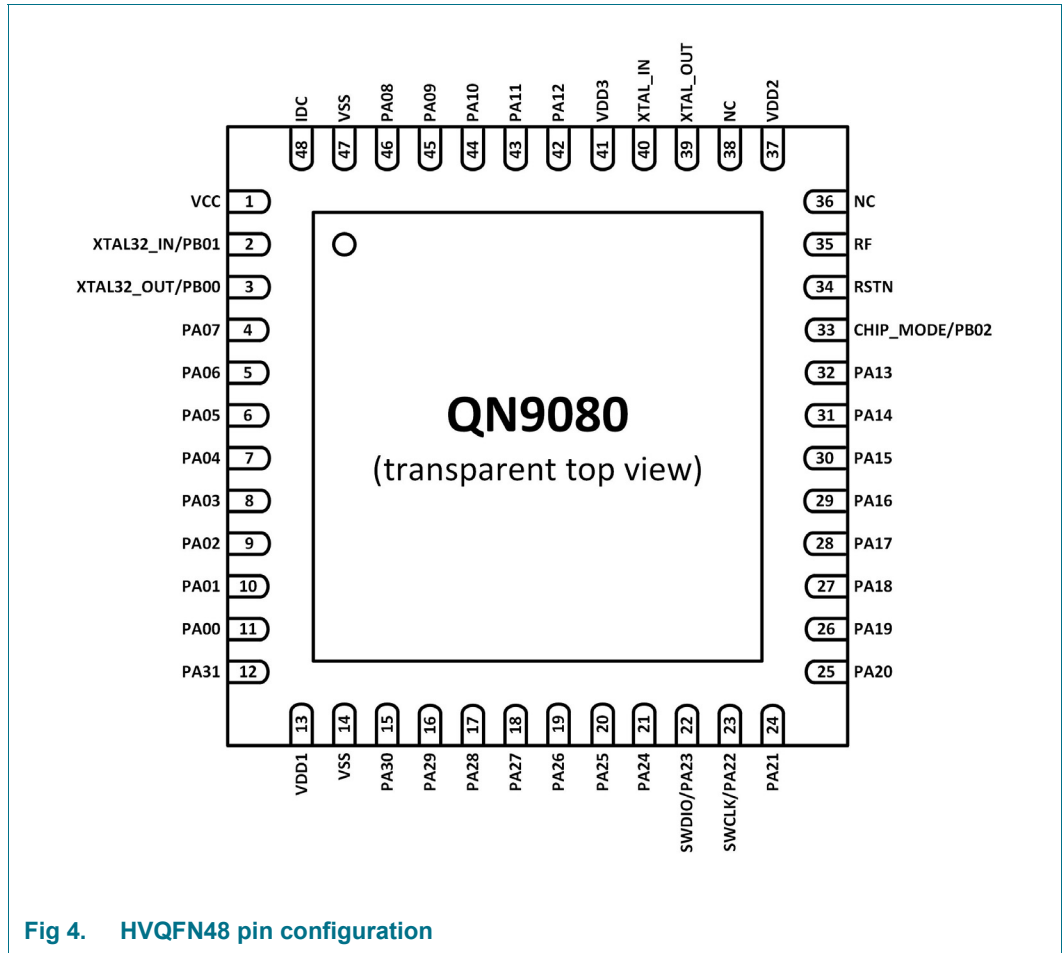 IDC VSS PA08 PA09 PA10 PA11 PA12 VDD3 XTAL_IN XTAL_OUT NC VDD2
48 47 46 45 44 43 42 41 40 39 38 37
VCC 1
XTAL32_IN/PB01 2
XTAL32_OUT/PB00 3
PA07 4
PA06 5
PA05 6
PA04 7
PA03 8
PA02 9
PA01 10
PA00 11
PA31 12
QN9080
(transparent top view)
36 NC
35 RF
34 RSTN
33 CHIP_MODE/PB02
32 PA13
31 PA14
30 PA15
29 PA16
28 PA17
27 PA18
26 PA19
25 PA20
13 14 15 16 17 18 19 20 21 22 23 24
VDD1 VSS PA30 PA29 PA28 PA27 PA26 PA25 PA24 SWDIO/PA23 SWCLK/PA22 PA21
Fig 4. HVQFN48 pin configuration